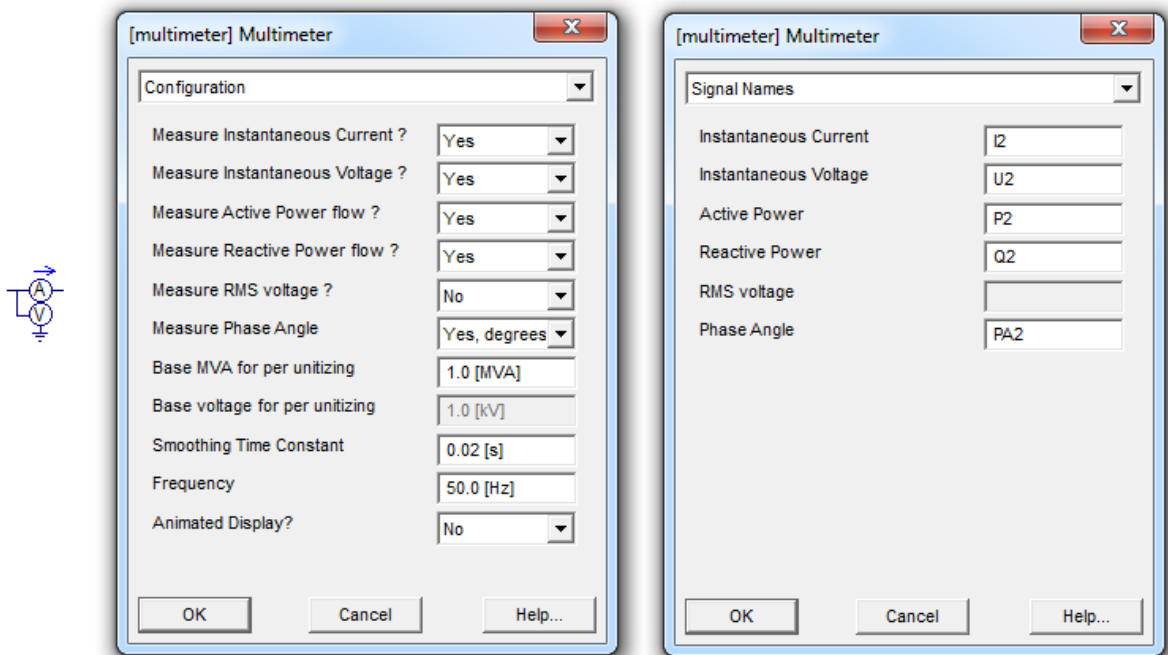 [multimeter] Multimeter
Configuration
Measure Instantaneous Current ? Yes
Measure Instantaneous Voltage ? Yes
Measure Active Power flow ? Yes
Measure Reactive Power flow ? Yes
Measure RMS voltage ? No
Measure Phase Angle Yes, degrees
Base MVA for per unitizing 1.0 [MVA]
Base voltage for per unitizing 1.0 [kV]
Smoothing Time Constant 0.02 [s]
Frequency 50.0 [Hz]
Animated Display? No
OK Cancel Help...
A
V
[multimeter] Multimeter
Signal Names
Instantaneous Current I2
Instantaneous Voltage U2
Active Power P2
Reactive Power Q2
RMS voltage
Phase Angle PA2
OK Cancel Help...